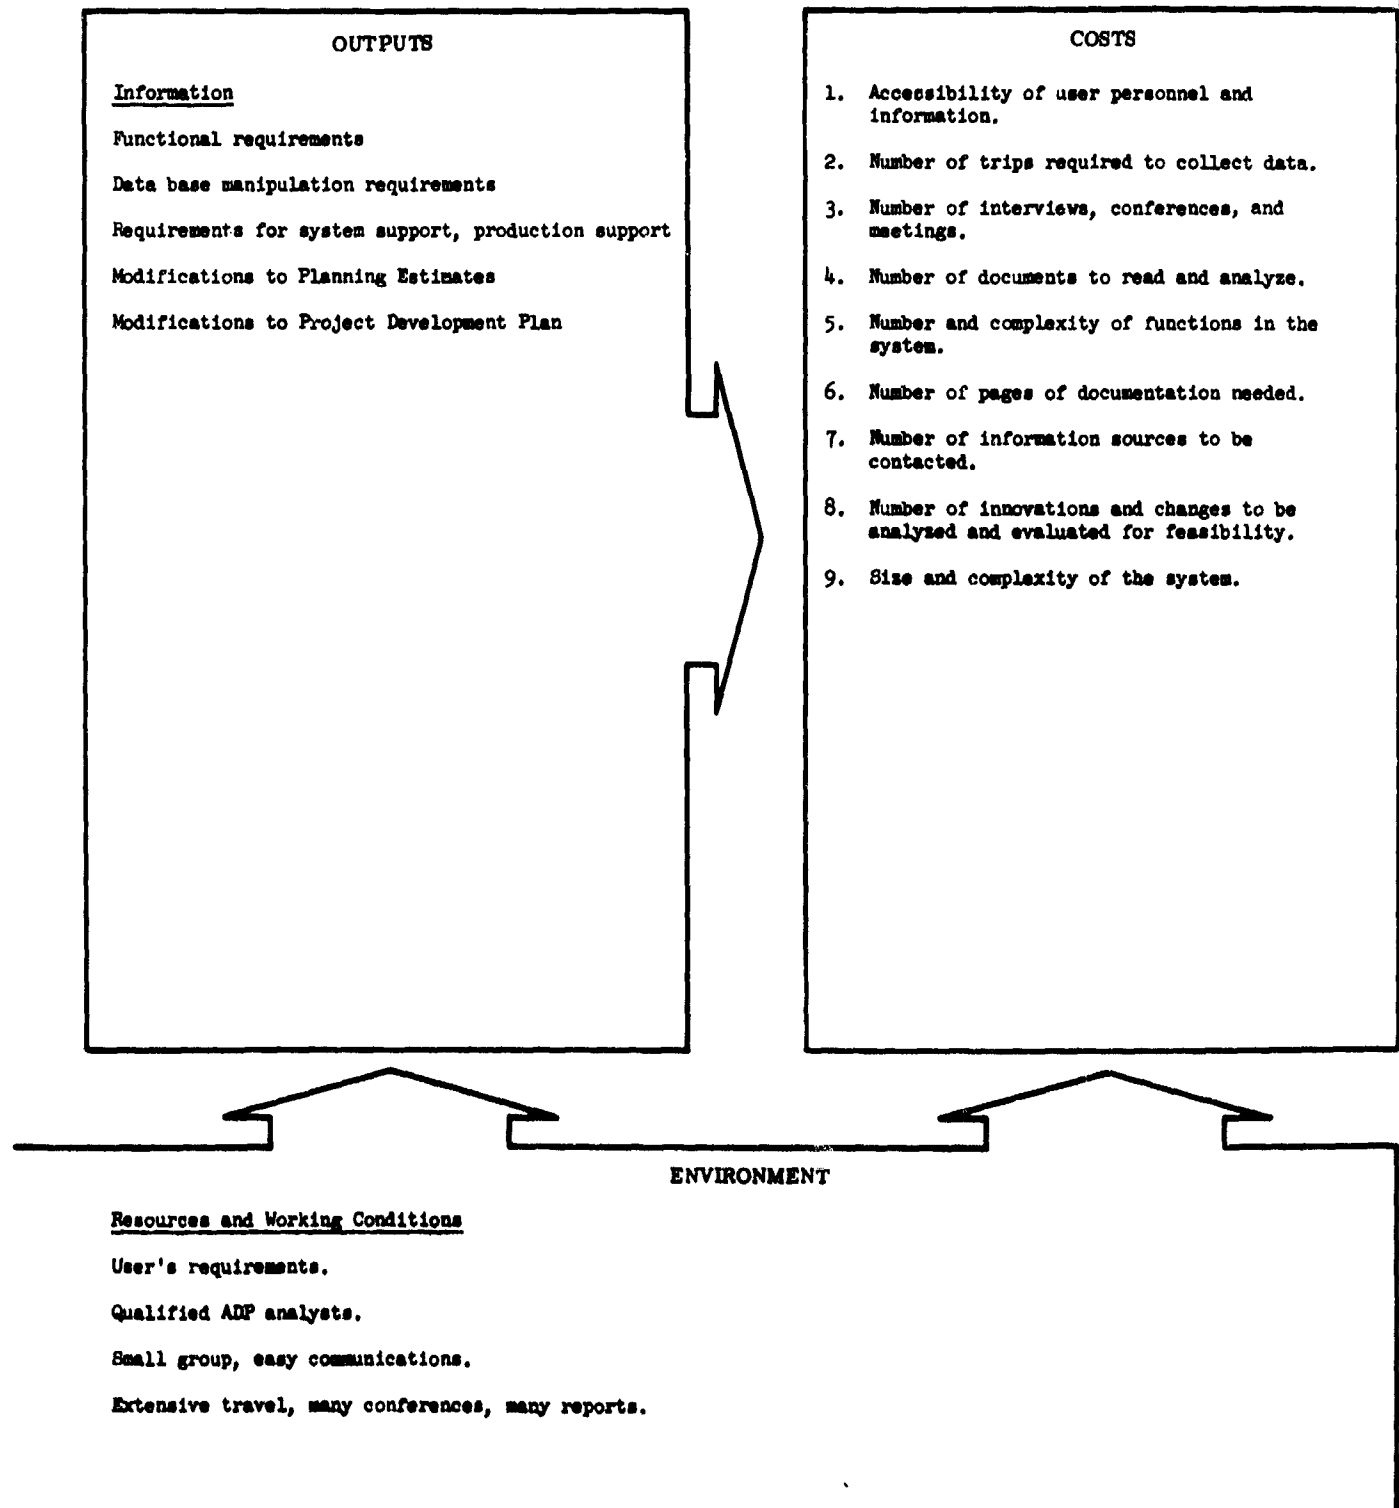 OUTPUTS
Information
Functional requirements
Data base manipulation requirements
Requirements for system support, production support
Modifications to Planning Estimates
Modifications to Project Development Plan
COSTS
1. Accessibility of user personnel and
information.
2. Number of trips required to collect data.
3. Number of interviews, conferences, and
meetings.
4. Number of documents to read and analyze.
5. Number and complexity of functions in the
system.
6. Number of pages of documentation needed.
7. Number of information sources to be
contacted.
8. Number of innovations and changes to be
analyzed and evaluated for feasibility.
9. Size and complexity of the system.
ENVIRONMENT
Resources and Working Conditions
User's requirements.
Qualified ADP analysts.
Small group, easy communications.
Extensive travel, many conferences, many reports.